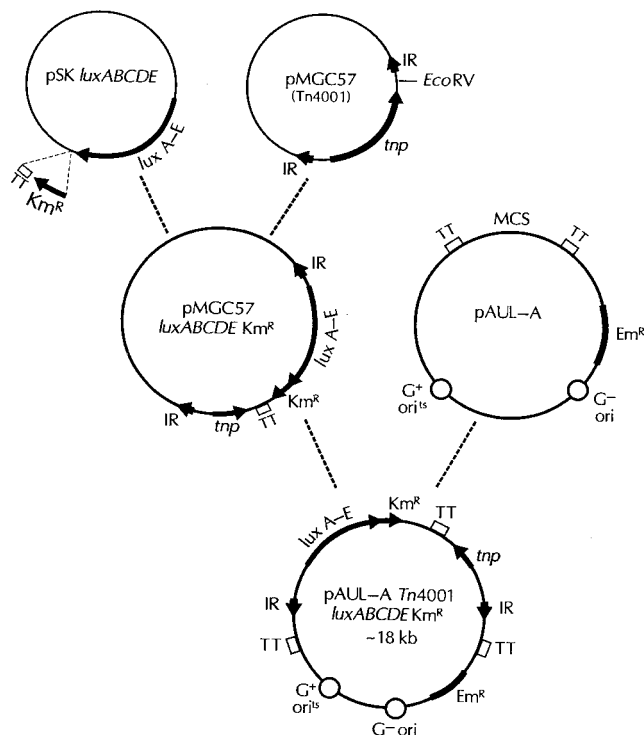 pSK luxABCDE
lux A–E
TT
Kmᴿ
pMGC57
(Tn4001)
IR
EcoRV
tnp
IR
pMGC57
luxABCDE Kmᴿ
IR
lux A–E
Kmᴿ
TT
tnp
IR
MCS
TT
TT
pAUL–A
Emᴿ
G⁺
oriᵗˢ
G⁻
ori
pAUL–A Tn4001
luxABCDE Kmᴿ
~18 kb
lux A–E
Kmᴿ
TT
tnp
IR
IR
TT
TT
G⁺
oriᵗˢ
G⁻ ori
Emᴿ